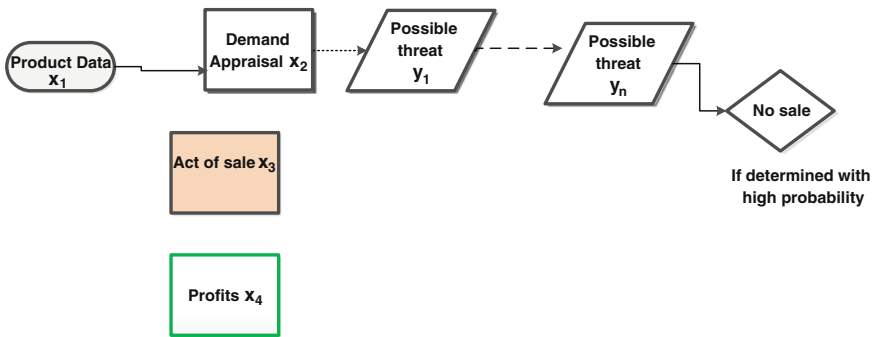 Product Data
x1
Demand
Appraisal x2
Possible
threat
y1
Possible
threat
yn
No sale
If determined with
high probability
Act of sale x3
Profits x4